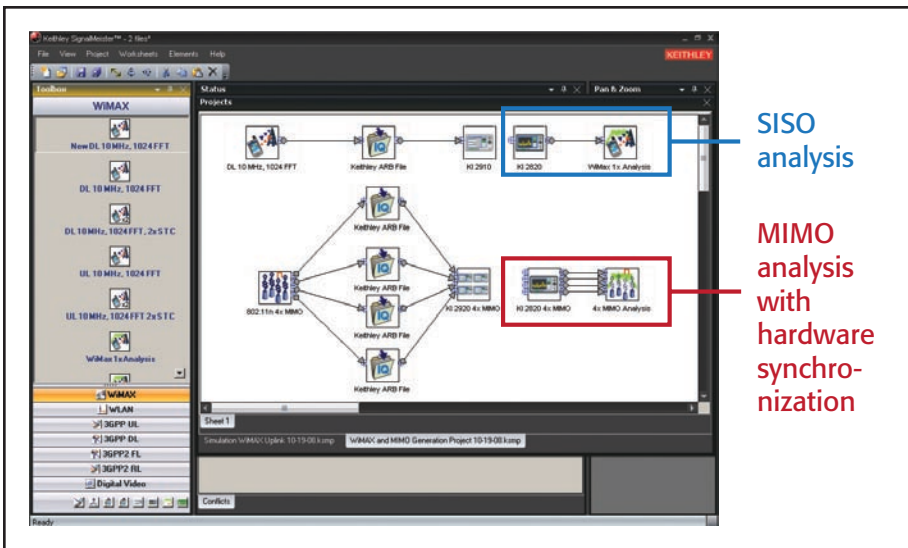 Keithley SignalMeister™ - 2 files*
File View Project Worksheets Elements Help
KEITHLEY
Toolbox
WiMAX
New DL 10 MHz, 1024 FFT
DL 10 MHz, 1024 FFT
DL 10 MHz, 1024 FFT, 2x STC
UL 10 MHz, 1024 FFT
UL 10 MHz, 1024 FFT 2x STC
WiMax 1x Analysis
WiMAX
WLAN
3GPP UL
3GPP DL
3GPP2 FL
3GPP2 RL
Digital Video
Ready
Status
Pan & Zoom
Projects
DL 10 MHz, 1024 FFT
Keithley ARB File
KI 2910
KI 2820
WiMax 1x Analysis
Keithley ARB File
802.11n 4x MIMO
Keithley ARB File
Keithley ARB File
KI 2920 4x MIMO
KI 2820 4x MIMO
4x MIMO Analysis
Keithley ARB File
Sheet 1
Simulation WiMAX Uplink 10-19-08.ksmp
WiMAX and MIMO Generation Project 10-19-08.ksmp
Conflicts
SISO
analysis
MIMO
analysis
with
hardware
synchro-
nization